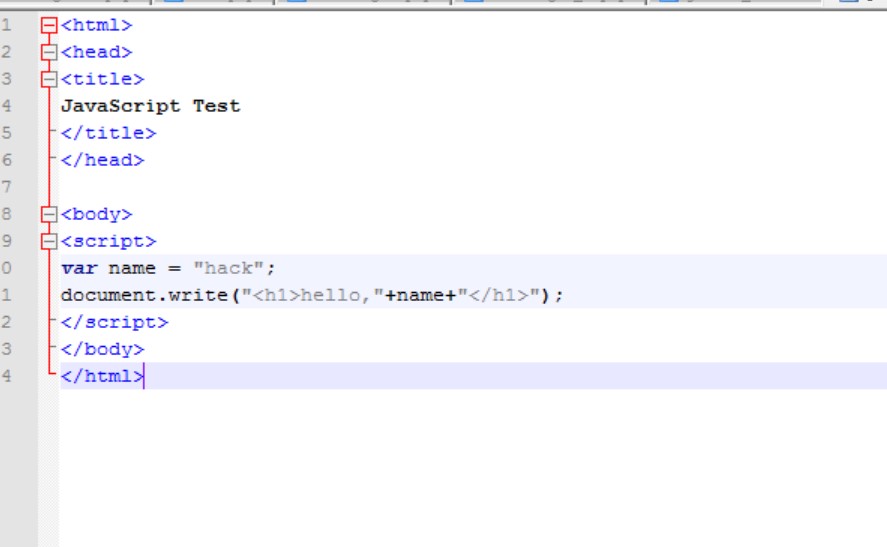 1 <html>
2 <head>
3 <title>
4 JavaScript Test
5 </title>
6 </head>
7
8 <body>
9 <script>
0 var name = "hack";
1 document.write("<h1>hello,"+name+"</h1>");
2 </script>
3 </body>
4 </html>